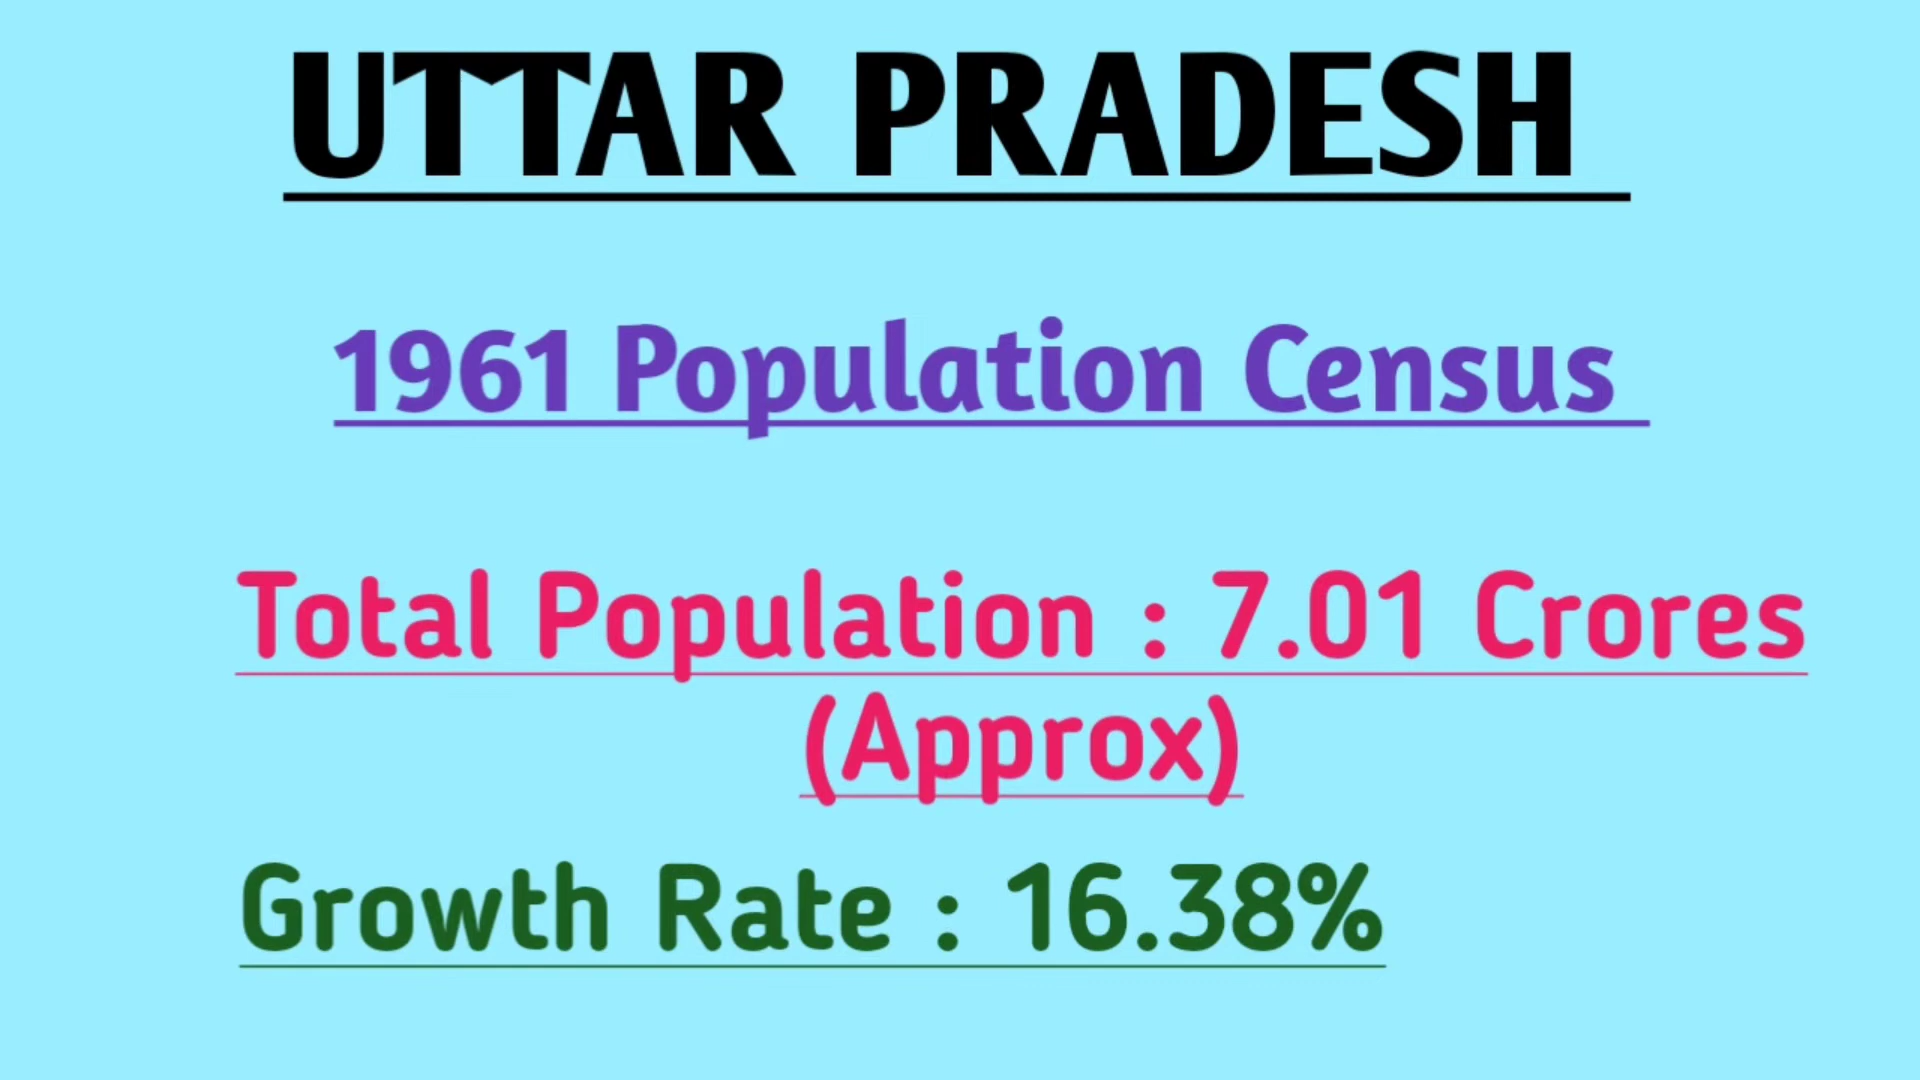 UTTAR PRADESH
1961 Population Census
Total Population : 7.01 Crores
(Approx)
Growth Rate : 16.38%